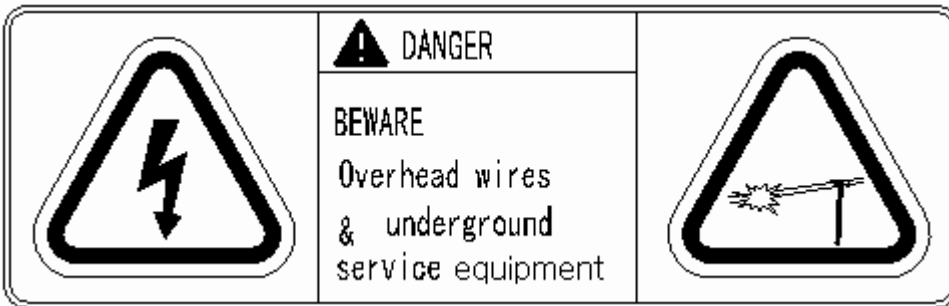 DANGER
BEWARE
Overhead wires
& underground
service equipment